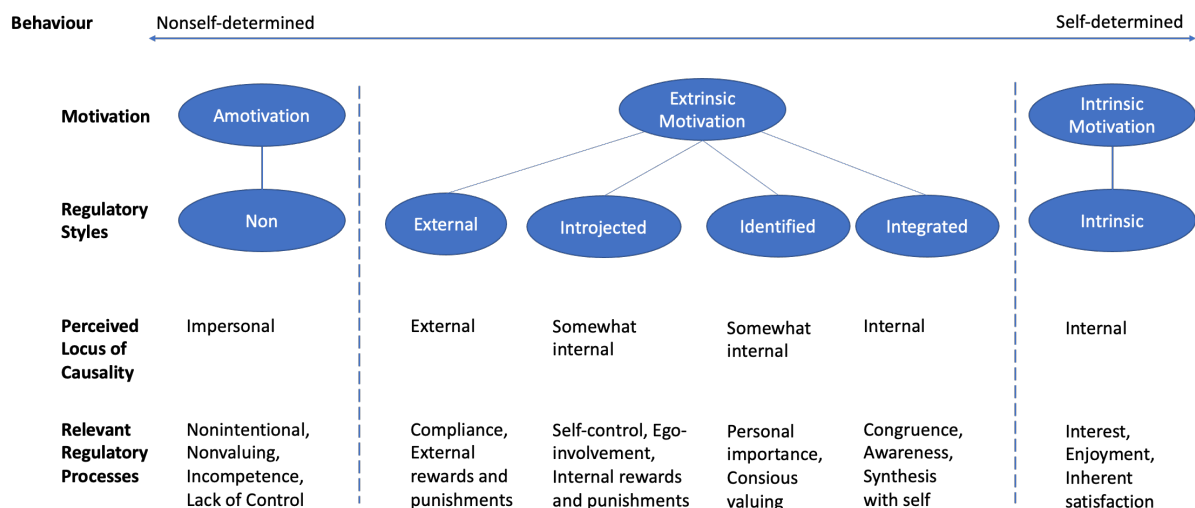 Behaviour Nonself-determined Self-determined
Motivation Amotivation Extrinsic Motivation Intrinsic Motivation
Regulatory Styles Non External Introjected Identified Integrated Intrinsic
Perceived Locus of Causality
Impersonal
External
Somewhat internal
Somewhat internal
Internal
Internal
Relevant Regulatory Processes
Nonintentional,
Nonvaluing,
Incompetence,
Lack of Control
Compliance,
External
rewards and
punishments
Self-control, Ego-
involvement,
Internal rewards
and punishments
Personal
importance,
Consious
valuing
Congruence,
Awareness,
Synthesis
with self
Interest,
Enjoyment,
Inherent
satisfaction